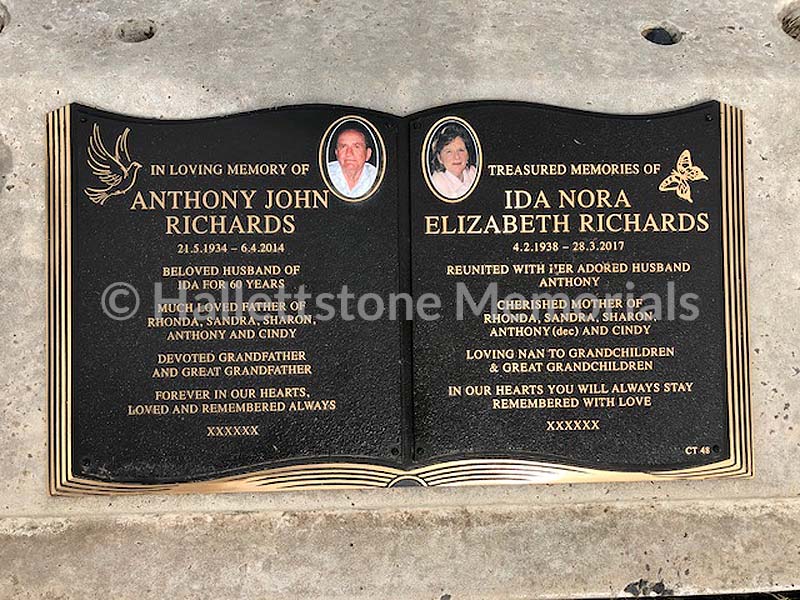 IN LOVING MEMORY OF
ANTHONY JOHN
RICHARDS
21.5.1934 – 6.4.2014
BELOVED HUSBAND OF
IDA FOR 60 YEARS
MUCH LOVED FATHER OF
RHONDA, SANDRA, SHARON,
ANTHONY AND CINDY
DEVOTED GRANDFATHER
AND GREAT GRANDFATHER
FOREVER IN OUR HEARTS,
LOVED AND REMEMBERED ALWAYS
XXXXXX
TREASURED MEMORIES OF
IDA NORA
ELIZABETH RICHARDS
4.2.1938 – 28.3.2017
REUNITED WITH HER ADORED HUSBAND
ANTHONY
CHERISHED MOTHER OF
RHONDA, SANDRA, SHARON,
ANTHONY (dec) AND CINDY
LOVING NAN TO GRANDCHILDREN
& GREAT GRANDCHILDREN
IN OUR HEARTS YOU WILL ALWAYS STAY
REMEMBERED WITH LOVE
XXXXXX
CT 48
© Hallettstone Memorials